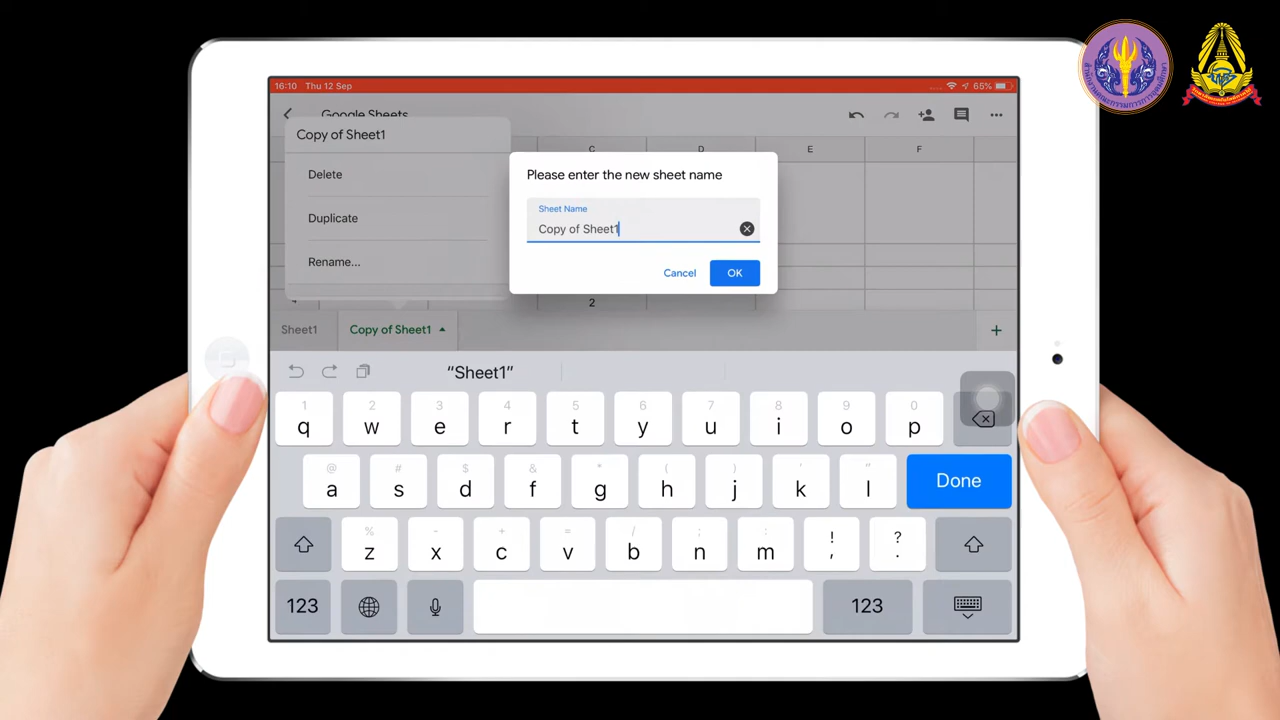 16:10 Thu 12 Sep
65%
Google Sheets
Copy of Sheet1
Delete
Duplicate
Rename...
C D E F
Please enter the new sheet name
Sheet Name
Copy of Sheet1
Cancel OK
2
Sheet1 Copy of Sheet1
“Sheet1”
1 2 3 4 5 6 7 8 9 0
q w e r t y u i o p
@ # $ & * ( ) ' "
a s d f g h j k l Done
% - + = / ; : ! ?
z x c v b n m , .
123 123